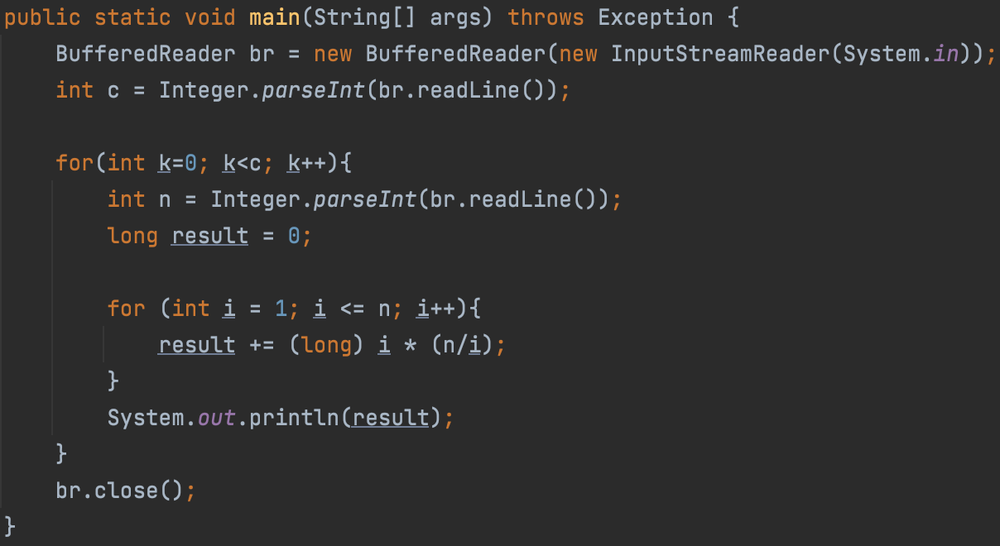 public static void main(String[] args) throws Exception {
    BufferedReader br = new BufferedReader(new InputStreamReader(System.in));
    int c = Integer.parseInt(br.readLine());

    for(int k=0; k<c; k++){
        int n = Integer.parseInt(br.readLine());
        long result = 0;

        for (int i = 1; i <= n; i++){
            result += (long) i * (n/i);
        }
        System.out.println(result);
    }
    br.close();
}